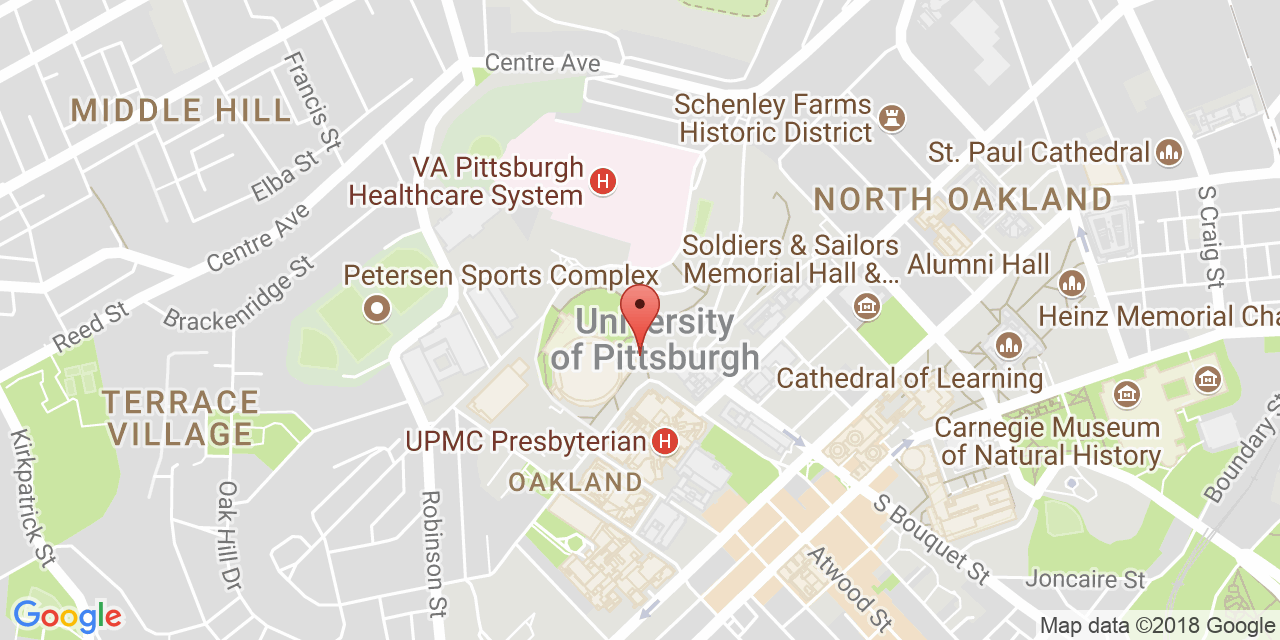 Centre Ave
Francis St
MIDDLE HILL
Schenley Farms
Historic District
St. Paul Cathedral
Elba St
VA Pittsburgh
Healthcare System
H
NORTH OAKLAND
S Craig St
Centre Ave
Soldiers & Sailors
Memorial Hall &...
Alumni Hall
Petersen Sports Complex
Brackenridge St
Reed St
University
of Pittsburgh
Heinz Memorial Cha
Cathedral of Learning
TERRACE
VILLAGE
Carnegie Museum
of Natural History
UPMC Presbyterian
H
OAKLAND
Boundary St
Kirkpatrick St
Oak Hill Dr
Robinson St
S Bouquet St
Atwood St
Joncaire St
Google
Map data ©2018 Google